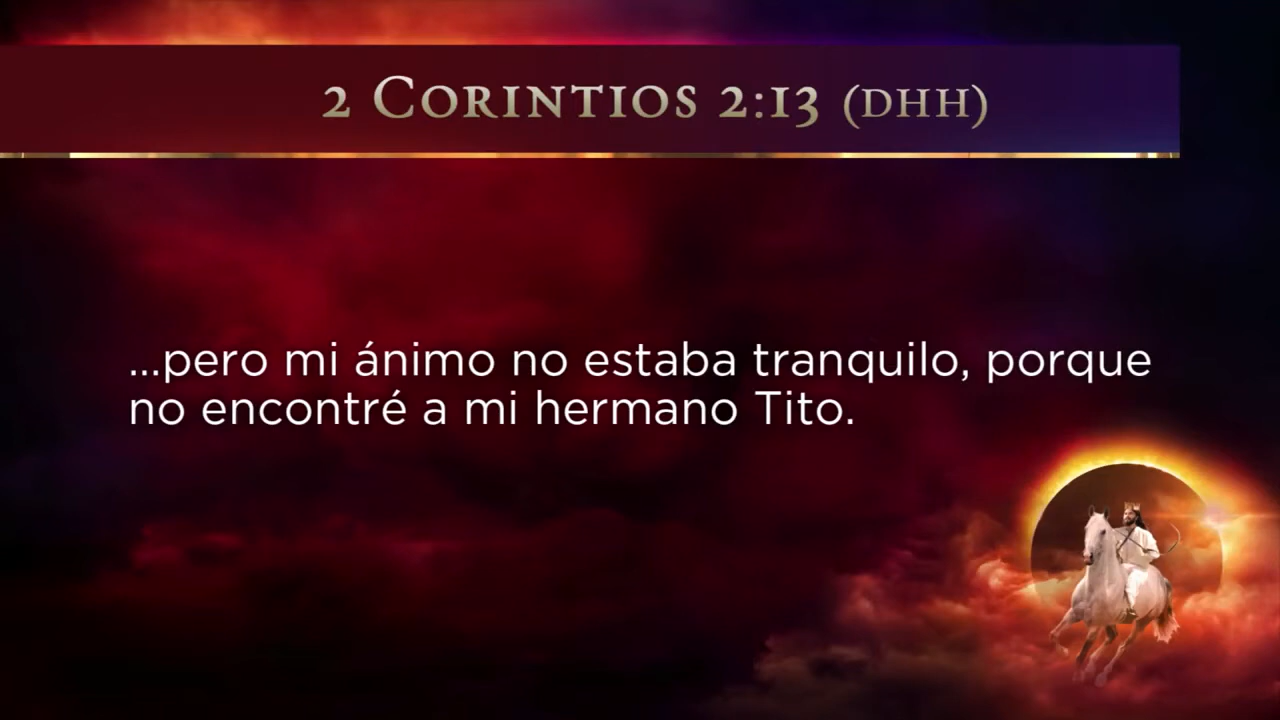 2 Corintios 2:13 (DHH)
...pero mi ánimo no estaba tranquilo, porque
no encontré a mi hermano Tito.